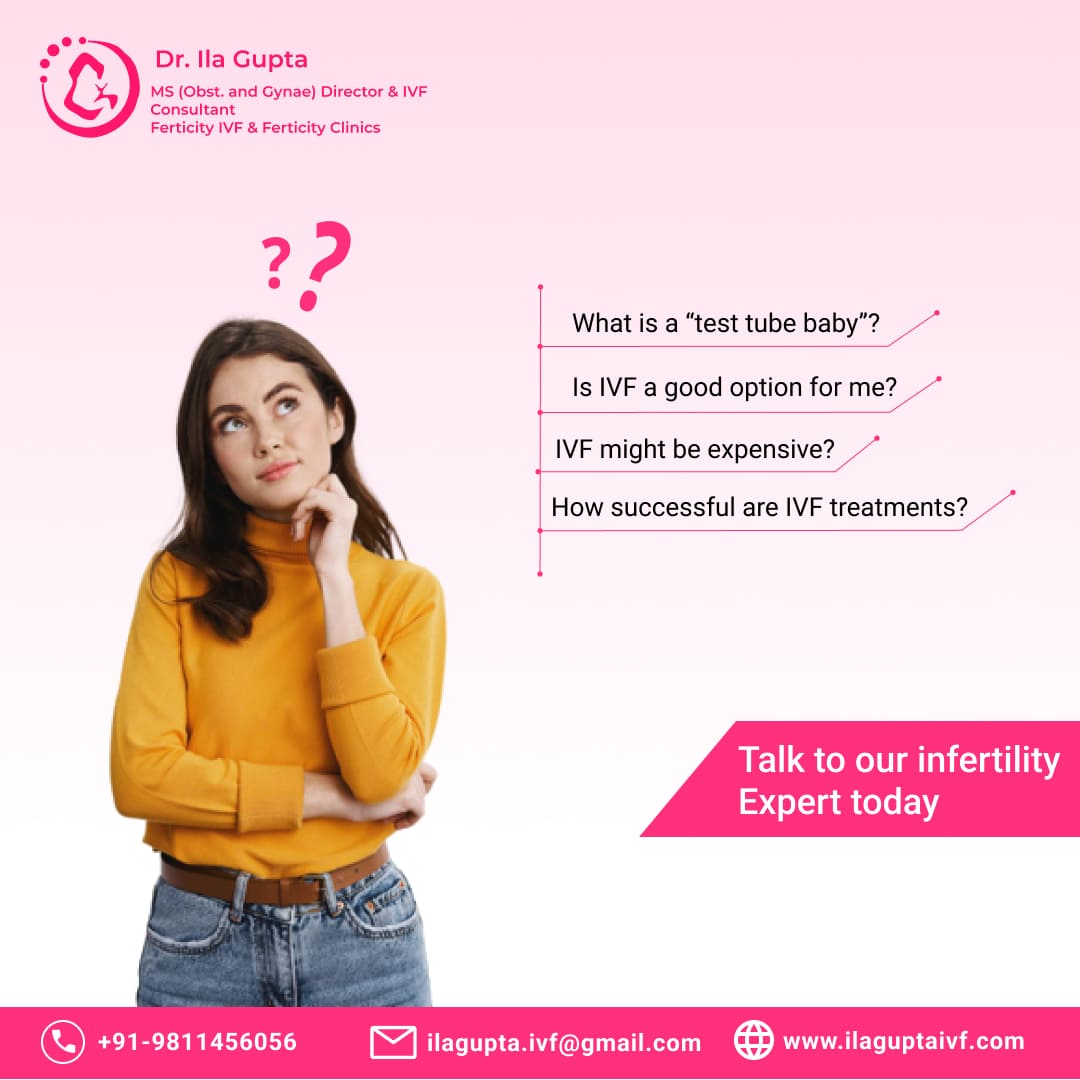 Dr. Ila Gupta
MS (Obst. and Gynae) Director & IVF
Consultant
Ferticity IVF & Ferticity Clinics
??
What is a “test tube baby”?
Is IVF a good option for me?
IVF might be expensive?
How successful are IVF treatments?
Talk to our infertility
Expert today
+91-9811456056
ilagupta.ivf@gmail.com
www.ilaguptaivf.com